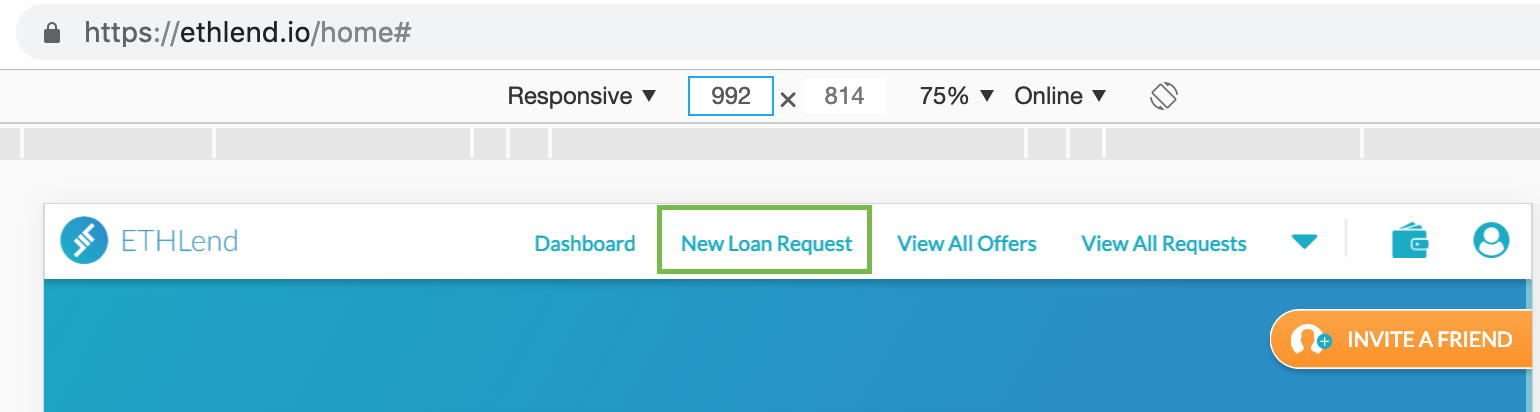 https://ethlend.io/home#
Responsive ▼ 992 × 814 75% ▼ Online ▼
ETHLend Dashboard New Loan Request View All Offers View All Requests
INVITE A FRIEND